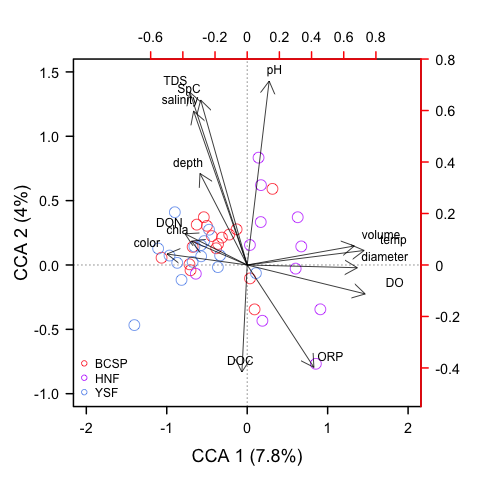 -0.6 -0.2 0 0.2 0.4 0.6 0.8
TDS
SpC
salinity
pH
depth
DON
chla
color
volume
temp
diameter
DO
DOC
ORP
BCSP
HNF
YSF
1.5
1.0
0.5
0.0
-0.5
-1.0
0.8
0.6
0.4
0.2
0
-0.2
-0.4
-2 -1 0 1 2
CCA 1 (7.8%)
CCA 2 (4%)